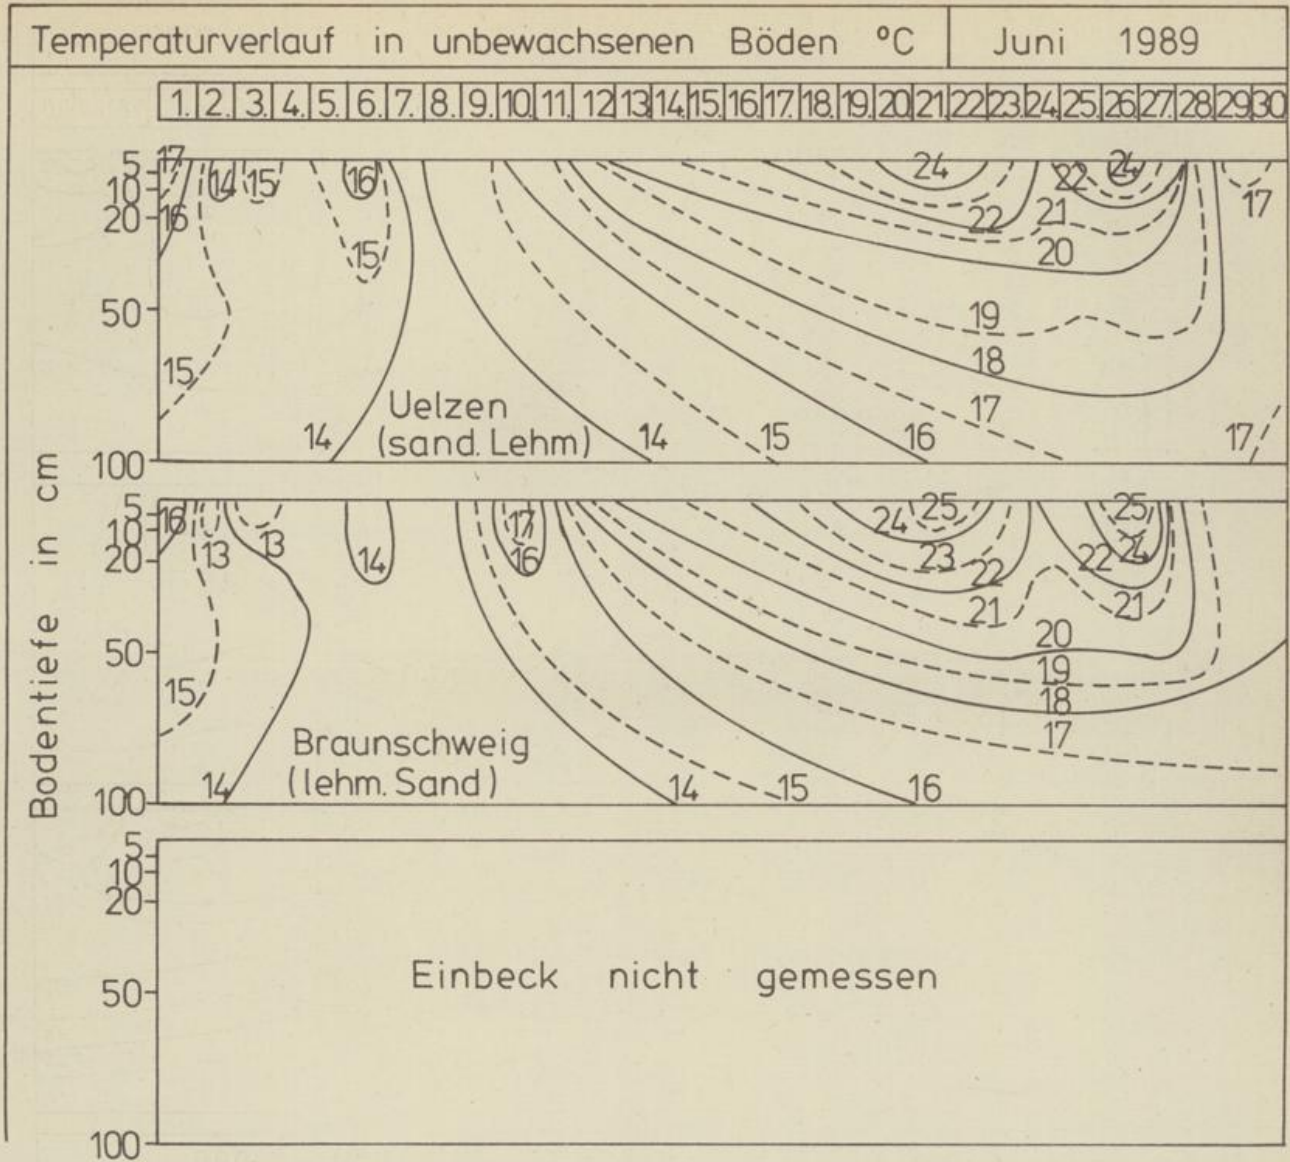 Temperaturverlauf in unbewachsenen Böden °C Juni 1989
1. 2. 3. 4. 5. 6. 7. 8. 9. 10. 11. 12 13. 14. 15. 16. 17. 18. 19. 20 21. 22 23. 24. 25. 26. 27. 28. 29. 30.
Bodentiefe in cm
5 17 14 15 16 24 22 24
10
20 16 15 22 21 20 17
50 19
15 18
Uelzen 17
14 (sand. Lehm) 14 15 16 17
100
5 16 17 25 25
10 13 13 16 24
20 14 23 22 22 24
21 21
50 20
15 19
18
Braunschweig 17
14 (lehm. Sand) 14 15 16
100
5
10
20
50 Einbeck nicht gemessen
100